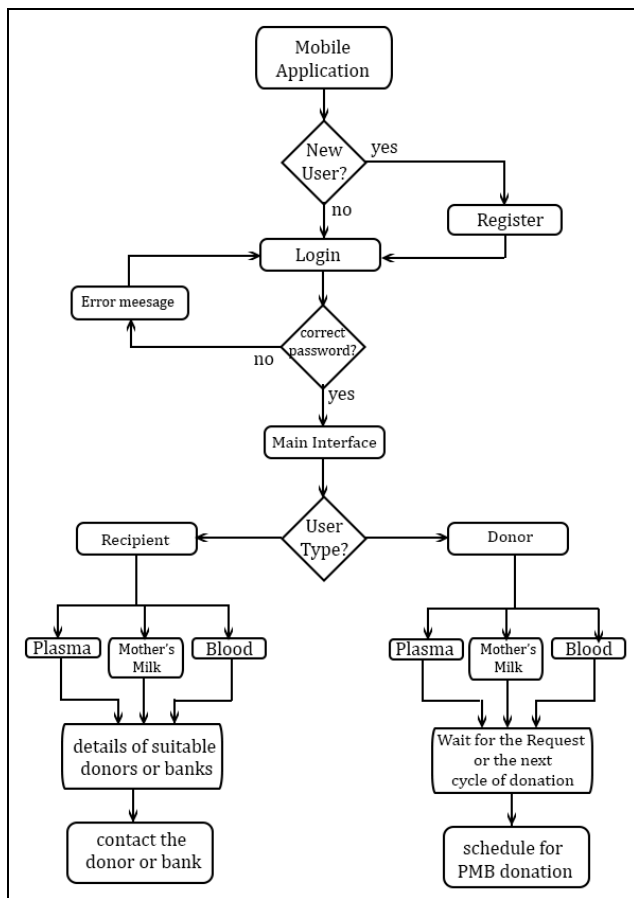 Mobile
Application
New
User?
yes
no
Register
Login
Error meesage
correct
password?
no
yes
Main Interface
User
Type?
Recipient
Donor
Plasma
Mother's
Milk
Blood
Plasma
Mother's
Milk
Blood
details of suitable
donors or banks
Wait for the Request
or the next
cycle of donation
contact the
donor or bank
schedule for
PMB donation